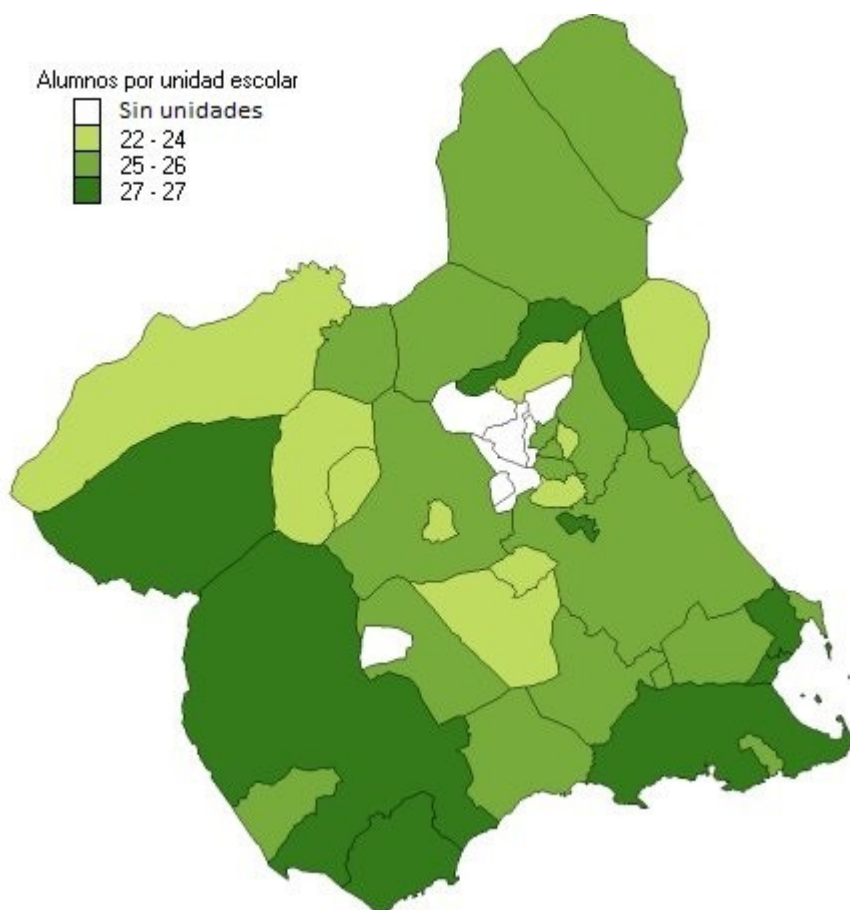 Alumnos por unidad escolar
Sin unidades
22 - 24
25 - 26
27 - 27